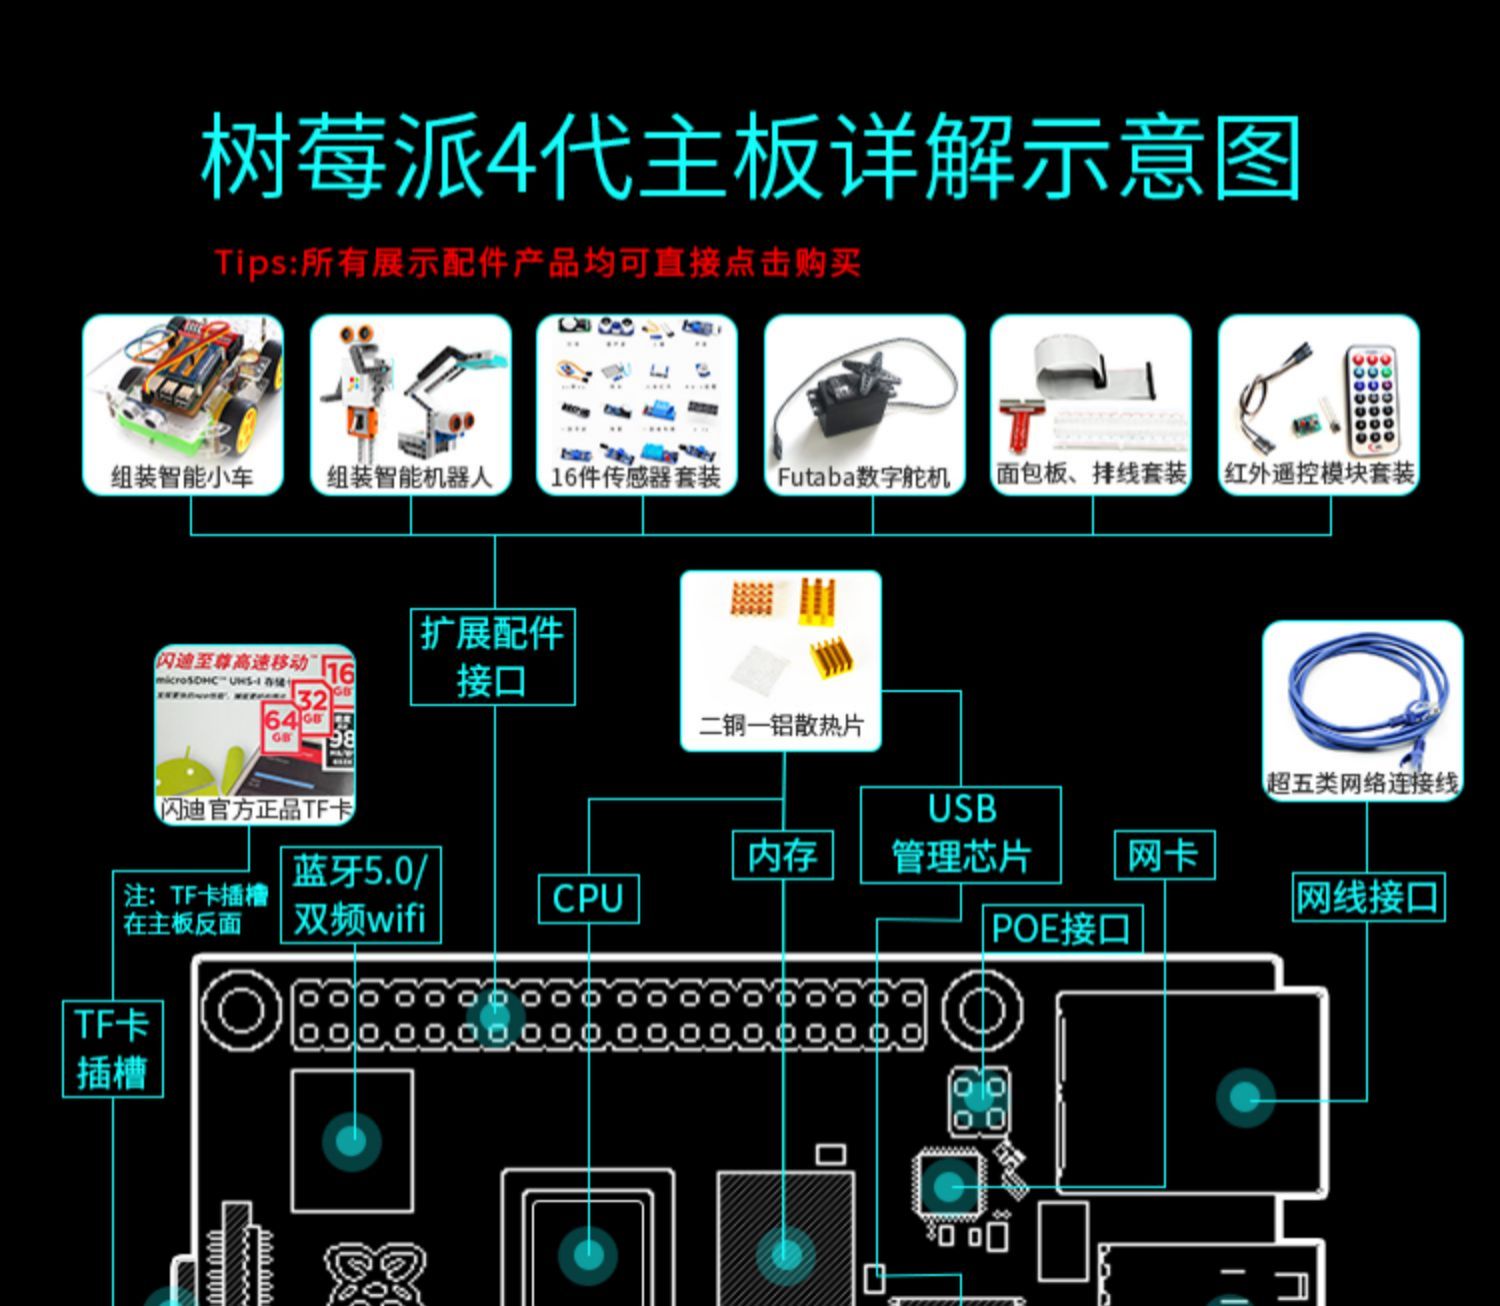 树莓派4代主板详解示意图
Tips:所有展示配件产品均可直接点击购买
组装智能小车
组装智能机器人
16件传感器套装
Futaba数字舵机
面包板、排线套装
红外遥控模块套装
扩展配件
接口
二铜一铝散热片
闪迪至尊高速移动™
microSDHC™ UHS-I 存储
16
GB
32
GB
64
GB
98
闪迪官方正品TF卡
超五类网络连接线
USB
管理芯片
内存
网卡
蓝牙5.0/
双频wifi
CPU
网线接口
注：TF卡插槽
在主板反面
POE接口
TF卡
插槽